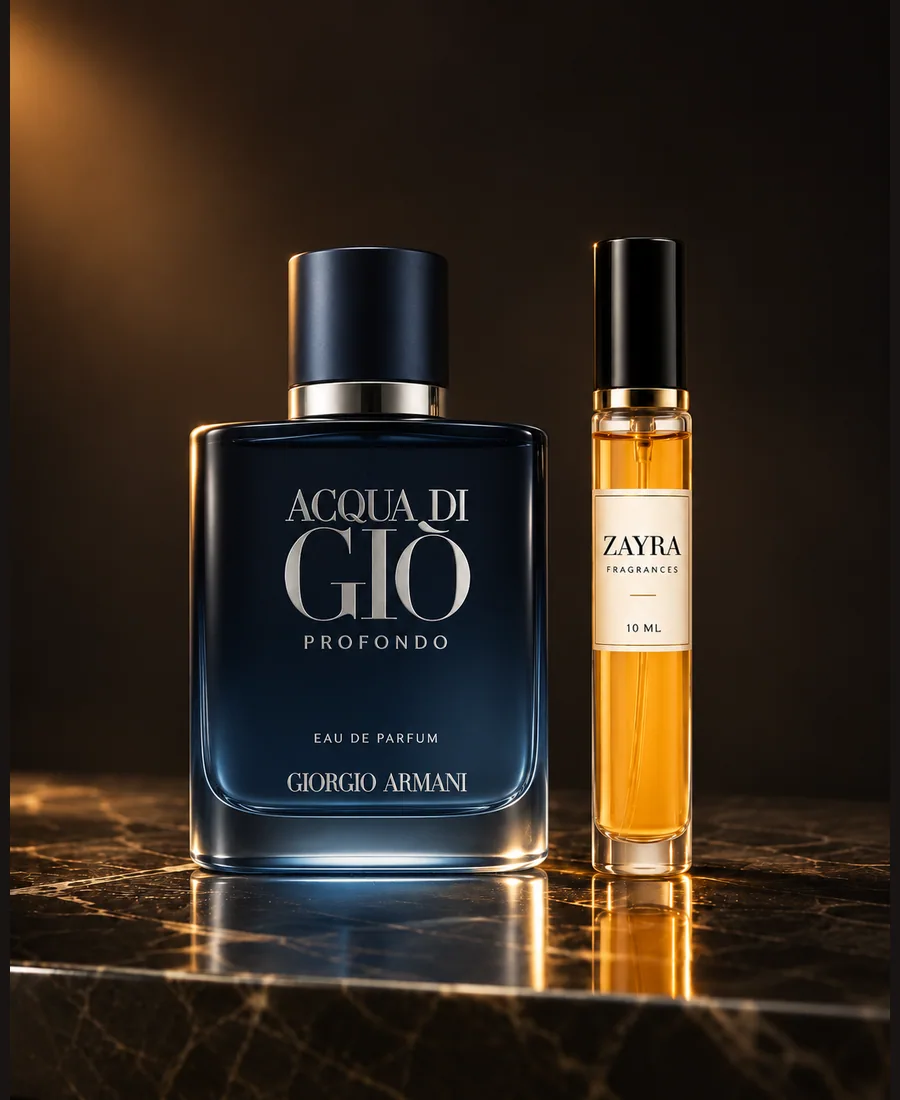 ACQUA DI
GIÒ
PROFONDO
EAU DE PARFUM
GIORGIO ARMANI
ZAYRA
FRAGRANCES
10 ML